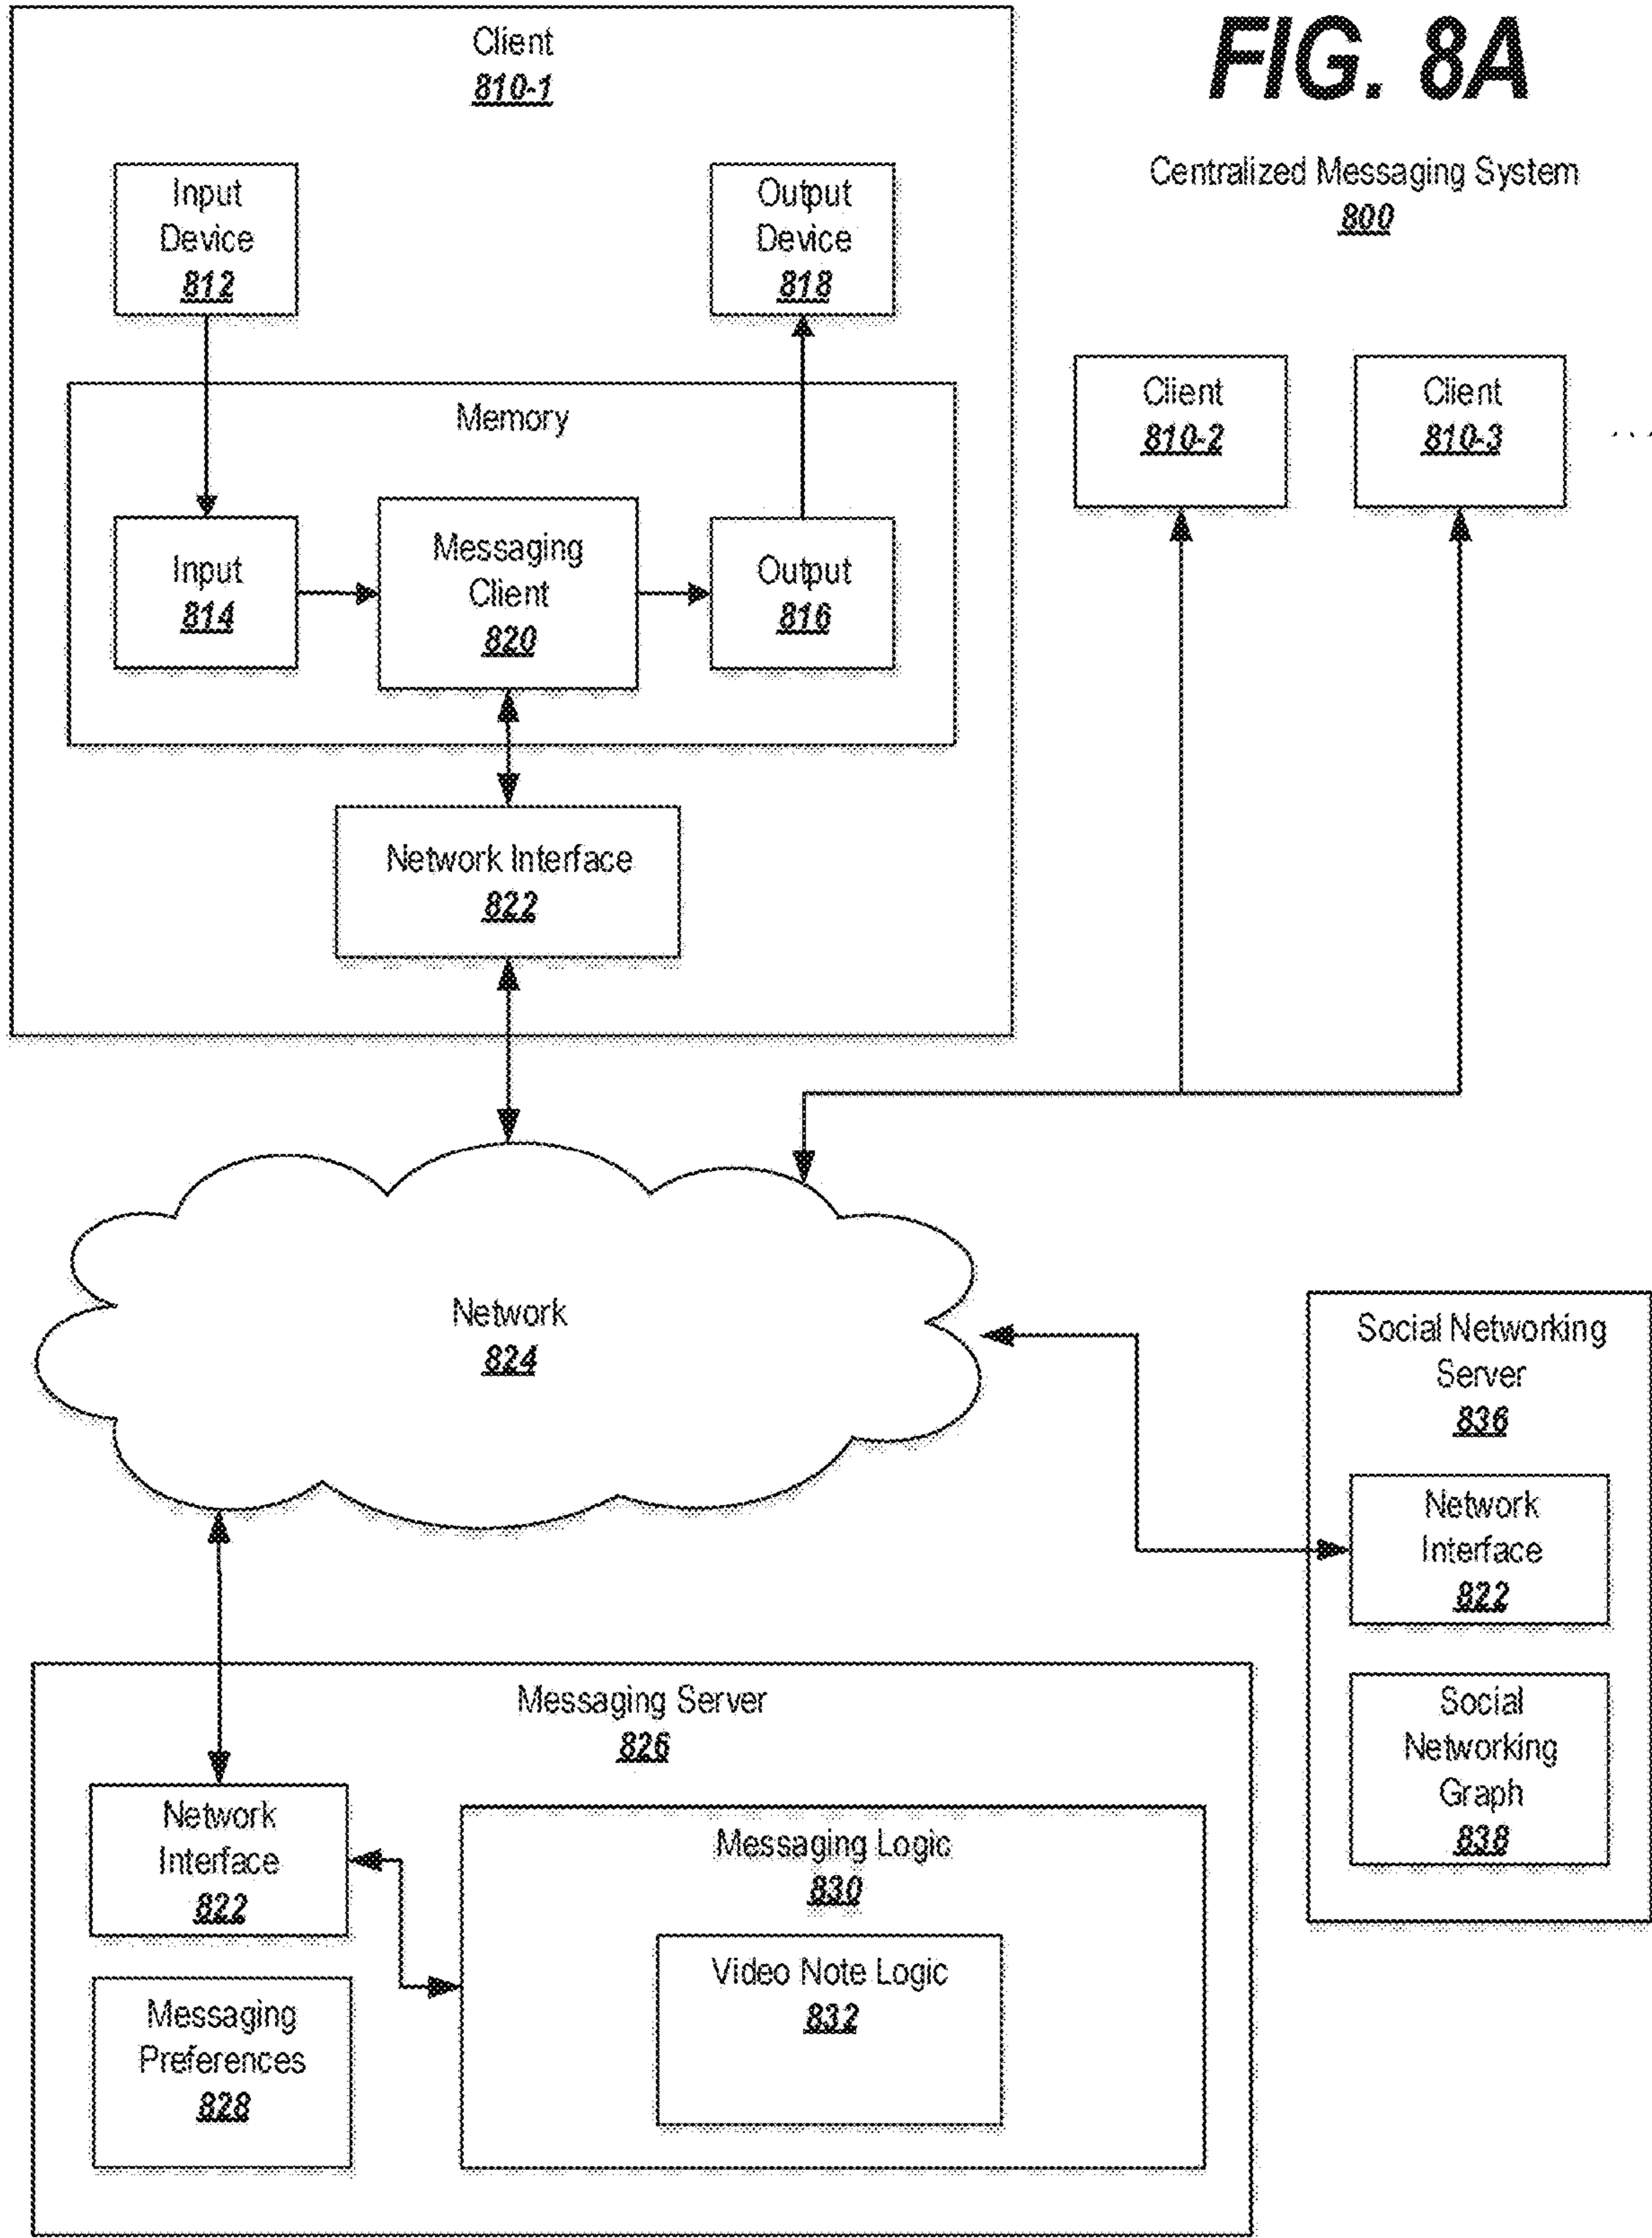 FIG. 8A
Centralized Messaging System
800
Client
810-1
Input
Device
812
Output
Device
818
Memory
Input
814
Messaging
Client
820
Output
816
Network Interface
822
Client
810-2
Client
810-3
...
Network
824
Social Networking
Server
836
Network
Interface
822
Social
Networking
Graph
838
Messaging Server
826
Network
Interface
822
Messaging
Preferences
828
Messaging Logic
830
Video Note Logic
832